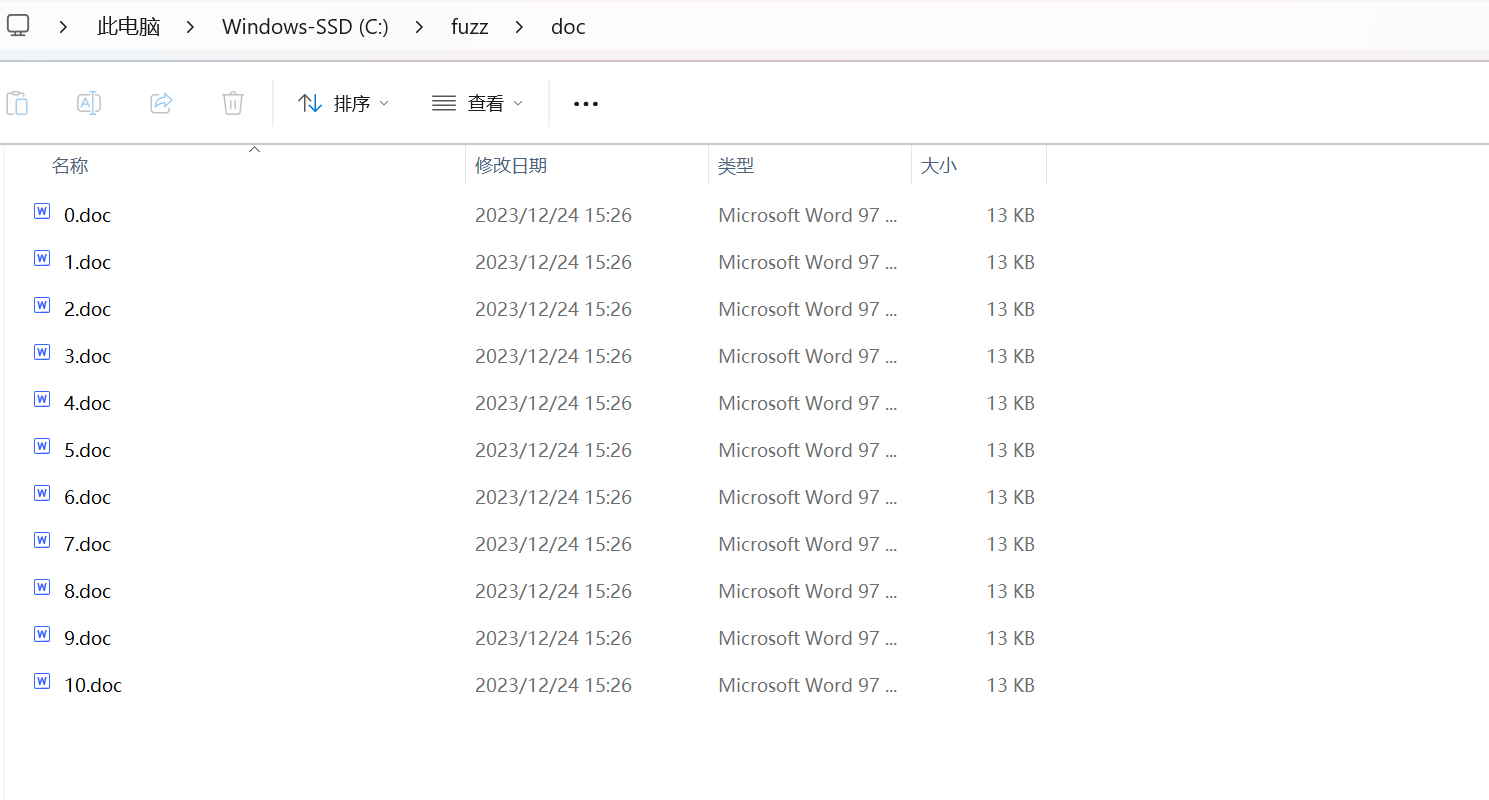 此电脑 > Windows-SSD (C:) > fuzz > doc
排序 查看 ...
名称 修改日期 类型 大小
0.doc 2023/12/24 15:26 Microsoft Word 97 ... 13 KB
1.doc 2023/12/24 15:26 Microsoft Word 97 ... 13 KB
2.doc 2023/12/24 15:26 Microsoft Word 97 ... 13 KB
3.doc 2023/12/24 15:26 Microsoft Word 97 ... 13 KB
4.doc 2023/12/24 15:26 Microsoft Word 97 ... 13 KB
5.doc 2023/12/24 15:26 Microsoft Word 97 ... 13 KB
6.doc 2023/12/24 15:26 Microsoft Word 97 ... 13 KB
7.doc 2023/12/24 15:26 Microsoft Word 97 ... 13 KB
8.doc 2023/12/24 15:26 Microsoft Word 97 ... 13 KB
9.doc 2023/12/24 15:26 Microsoft Word 97 ... 13 KB
10.doc 2023/12/24 15:26 Microsoft Word 97 ... 13 KB